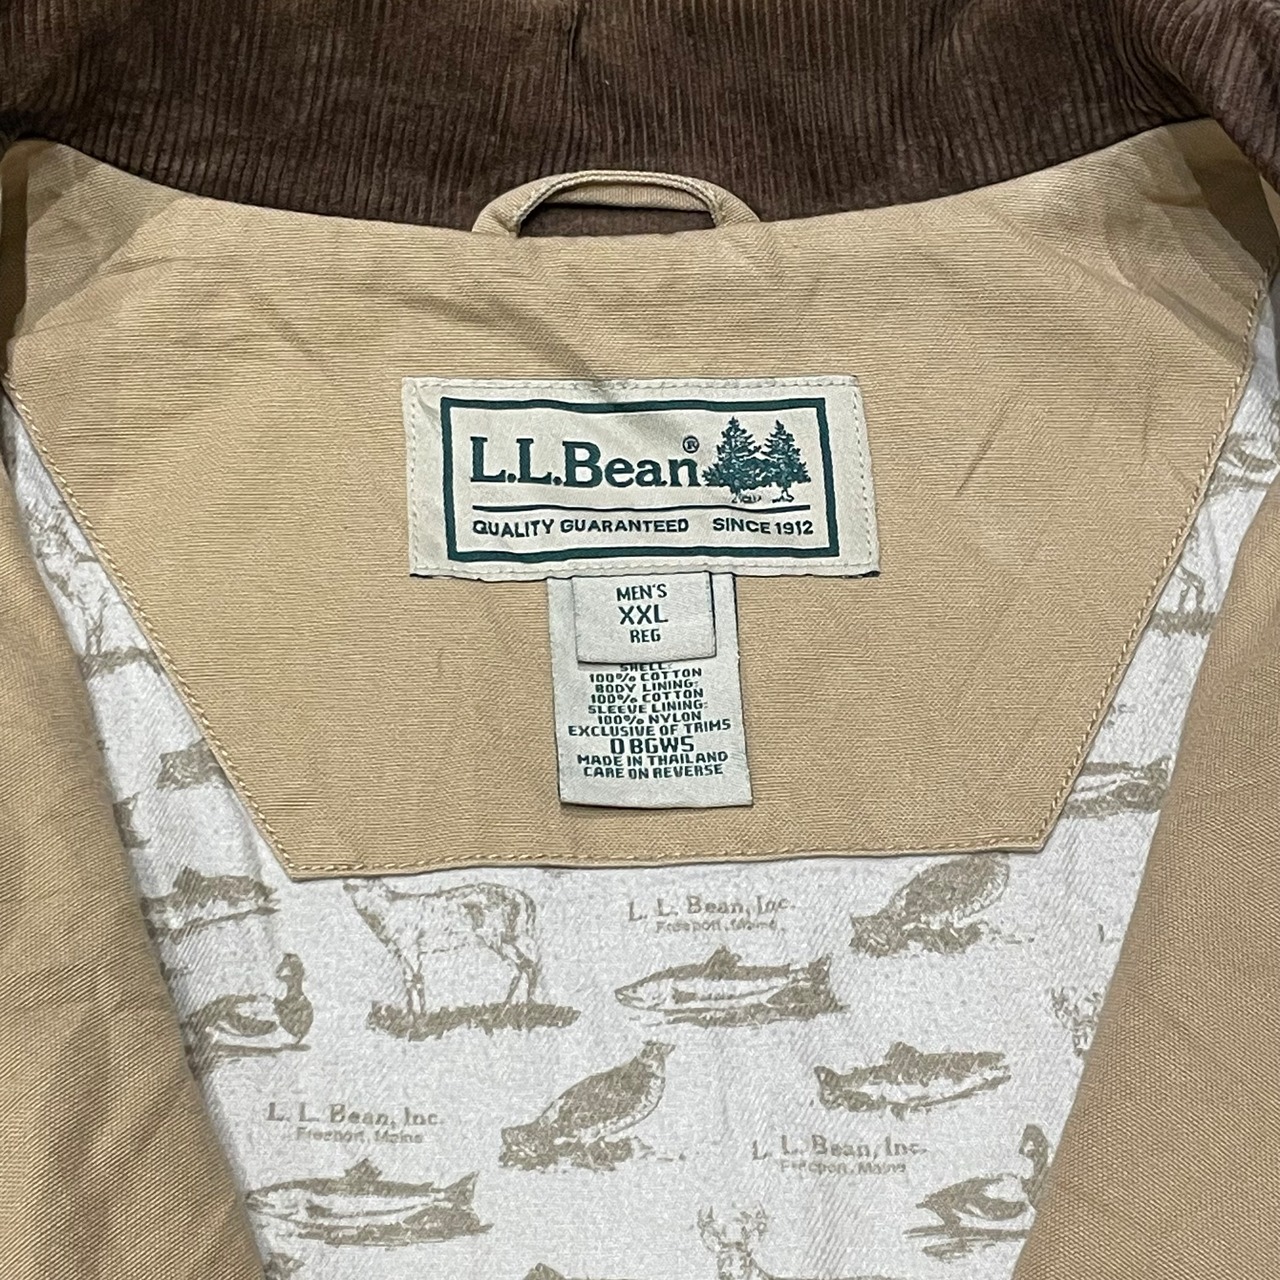 L.L.Bean®
QUALITY GUARANTEED SINCE 1912
MEN'S
XXL
REG
SHELL:
100% COTTON
BODY LINING:
100% COTTON
SLEEVE LINING:
100% NYLON
EXCLUSIVE OF TRIMS
0 BGW5
MADE IN THAILAND
CARE ON REVERSE
L. L. Bean, Inc.
Freeport, Maine
L. L. Bean, Inc.
Freeport, Maine
L. L. Bean, Inc.
Freeport, Maine